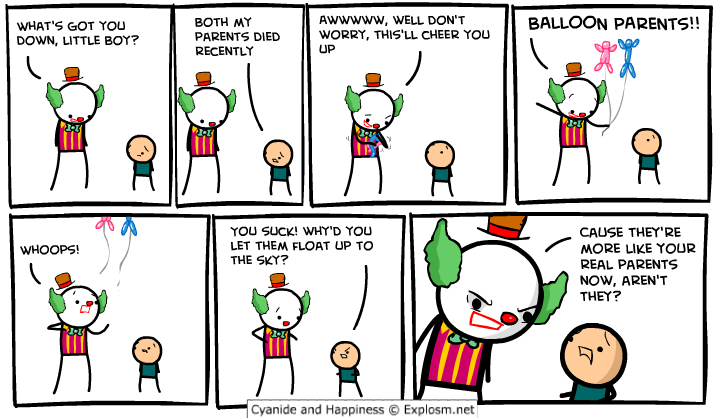 WHAT'S GOT YOU
DOWN, LITTLE BOY?
BOTH MY
PARENTS DIED
RECENTLY
AWWWWW, WELL DON'T
WORRY, THIS'LL CHEER YOU
UP
BALLOON PARENTS!!
WHOOPS!
YOU SUCK! WHY'D YOU
LET THEM FLOAT UP TO
THE SKY?
CAUSE THEY'RE
MORE LIKE YOUR
REAL PARENTS
NOW, AREN'T
THEY?
Cyanide and Happiness © Explosm.net